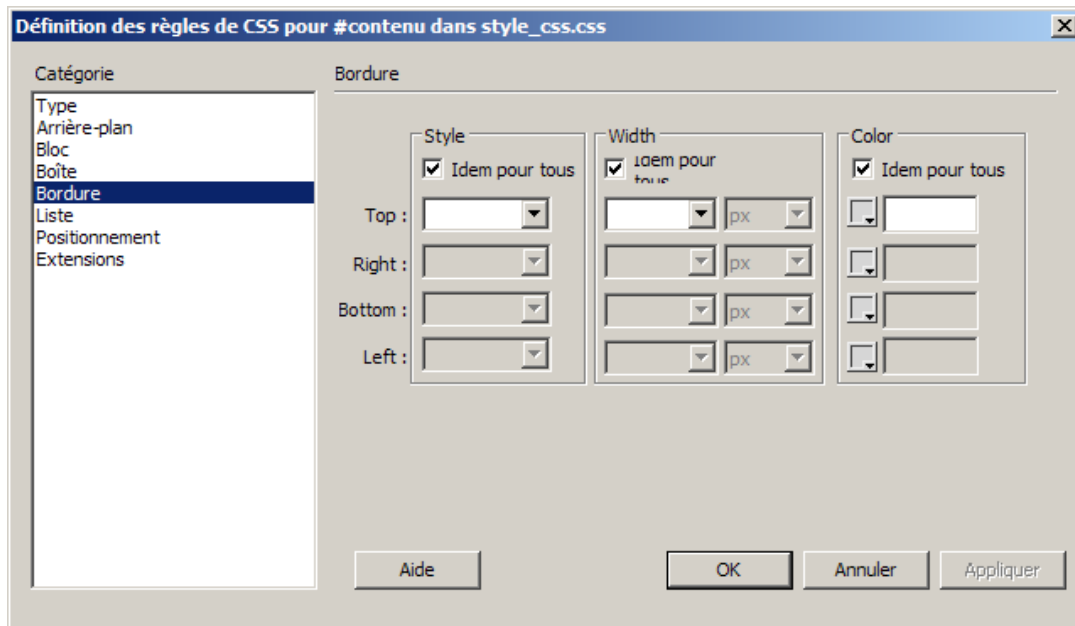 Définition des règles de CSS pour #contenu dans style_css.css
Catégorie
Type
Arrière-plan
Bloc
Boîte
Bordure
Liste
Positionnement
Extensions
Bordure
Style
Width
Color
Idem pour tous
Idem pour
tous
Idem pour tous
Top :
px
Right :
px
Bottom :
px
Left :
px
Aide
OK
Annuler
Appliquer